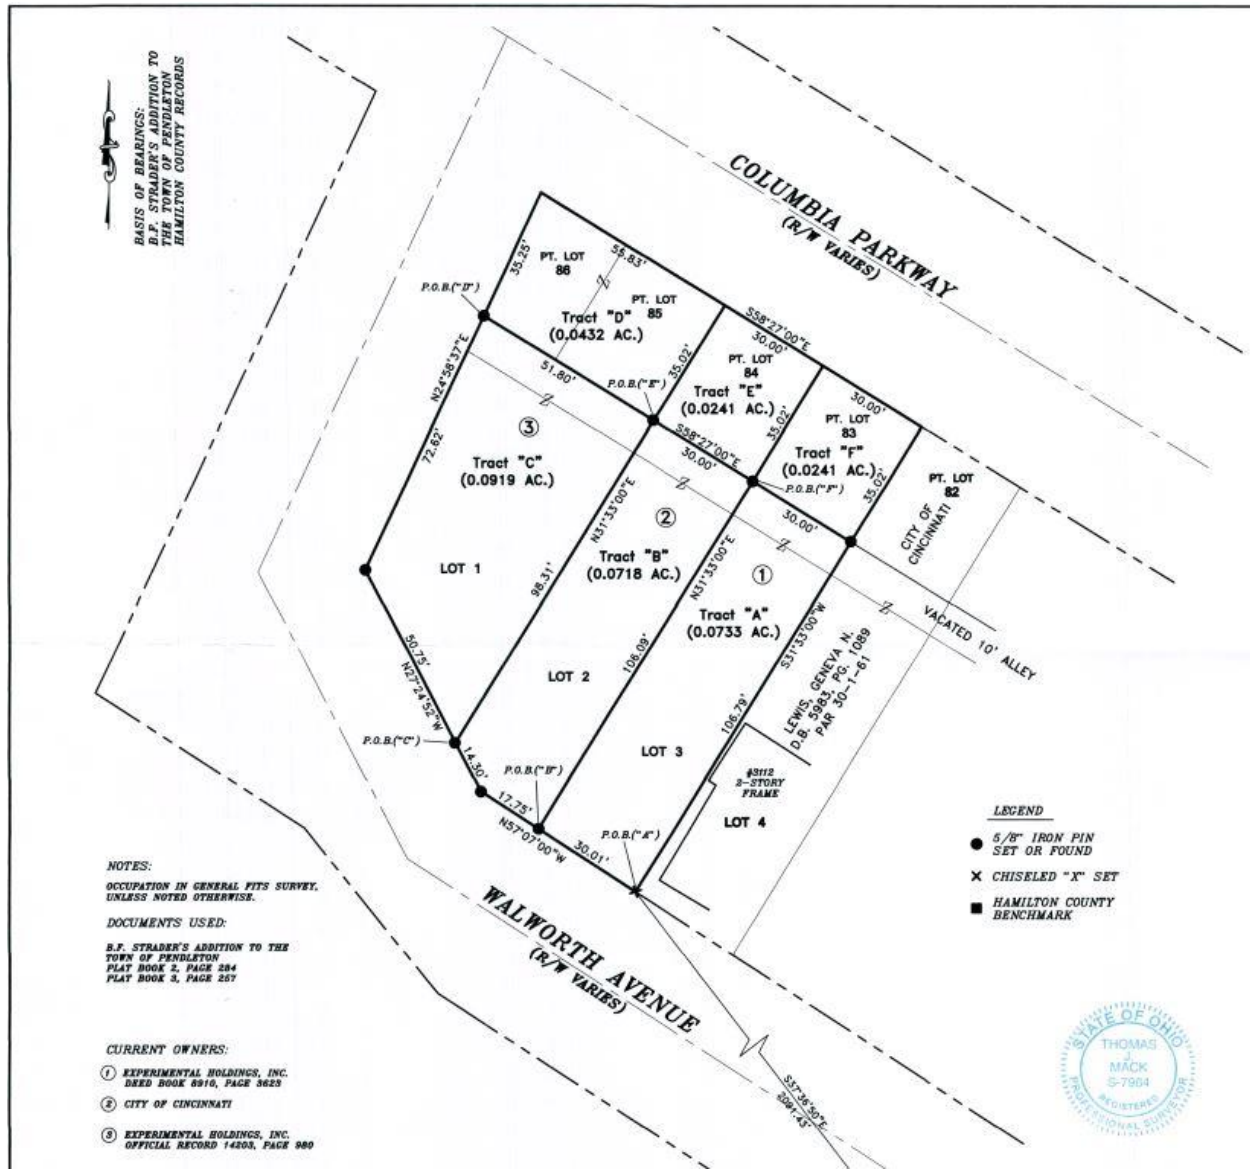 BASIS OF BEARINGS:
B.F. STRADER'S ADDITION TO
THE TOWN OF PENDLETON
HAMILTON COUNTY RECORDS
COLUMBIA PARKWAY
(R/W VARIES)
35.25'
PT. LOT
86
55.83'
P.O.B.("D")
Tract "D"
(0.0432 AC.)
PT. LOT
85
S58°27'00"E
30.00'
PT. LOT
84
35.02'
Tract "E"
(0.0241 AC.)
30.00'
PT. LOT
83
35.02'
Tract "F"
(0.0241 AC.)
35.02'
PT. LOT
82
CITY OF
CINCINNATI
N24°58'37"E
72.62'
51.80'
P.O.B.("E")
S58°27'00"E
30.00'
P.O.B.("F")
30.00'
3
Tract "C"
(0.0919 AC.)
LOT 1
N31°33'00"E
98.31'
2
Tract "B"
(0.0718 AC.)
LOT 2
N31°33'00"E
106.09'
1
Tract "A"
(0.0733 AC.)
LOT 3
S31°33'00"W
106.79'
VACATED 10' ALLEY
LEWIS, GENEVA N.
D.B. 5983, PG. 1089
PAR 30-1-61
#3112
2-STORY
FRAME
LOT 4
50.75'
N27°24'52"W
P.O.B.("C")
14.30'
P.O.B.("B")
17.75'
N57°07'00"W
30.01'
P.O.B.("A")
WALWORTH AVENUE
(R/W VARIES)
S37°36'50"E
2091.43'
LEGEND
5/8" IRON PIN
SET OR FOUND
CHISELED "X" SET
HAMILTON COUNTY
BENCHMARK
NOTES:
OCCUPATION IN GENERAL FITS SURVEY,
UNLESS NOTED OTHERWISE.
DOCUMENTS USED:
B.F. STRADER'S ADDITION TO THE
TOWN OF PENDLETON
PLAT BOOK 2, PAGE 284
PLAT BOOK 3, PAGE 257
CURRENT OWNERS:
1 EXPERIMENTAL HOLDINGS, INC.
DEED BOOK 8910, PAGE 3623
2 CITY OF CINCINNATI
3 EXPERIMENTAL HOLDINGS, INC.
OFFICIAL RECORD 14203, PAGE 980
STATE OF OHIO
THOMAS
J.
MACK
S-7964
REGISTERED
PROFESSIONAL SURVEYOR